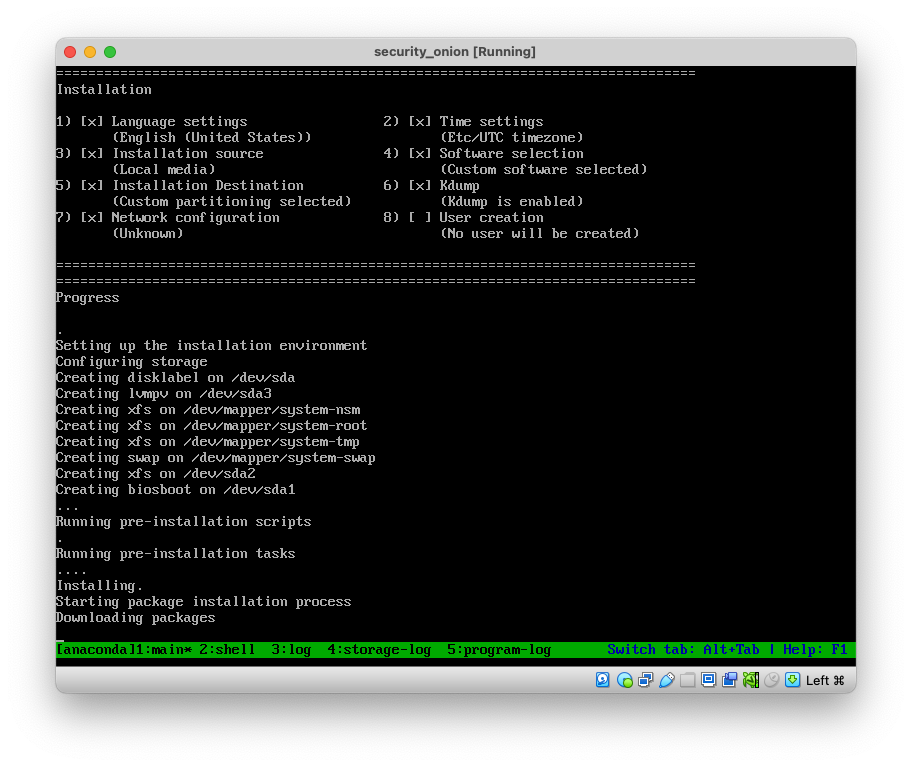 security_onion [Running]
================================================================================
Installation
1) [x] Language settings 2) [x] Time settings
(English (United States)) (Etc/UTC timezone)
3) [x] Installation source 4) [x] Software selection
(Local media) (Custom software selected)
5) [x] Installation Destination 6) [x] Kdump
(Custom partitioning selected) (Kdump is enabled)
7) [x] Network configuration 8) [ ] User creation
(Unknown) (No user will be created)
================================================================================
================================================================================
Progress
.
Setting up the installation environment
Configuring storage
Creating disklabel on /dev/sda
Creating lvmpv on /dev/sda3
Creating xfs on /dev/mapper/system-nsm
Creating xfs on /dev/mapper/system-root
Creating xfs on /dev/mapper/system-tmp
Creating swap on /dev/mapper/system-swap
Creating xfs on /dev/sda2
Creating biosboot on /dev/sda1
...
Running pre-installation scripts
.
Running pre-installation tasks
....
Installing.
Starting package installation process
Downloading packages
[anaconda]1:main* 2:shell 3:log 4:storage-log 5:program-log Switch tab: Alt+Tab | Help: F1
Left ⌘